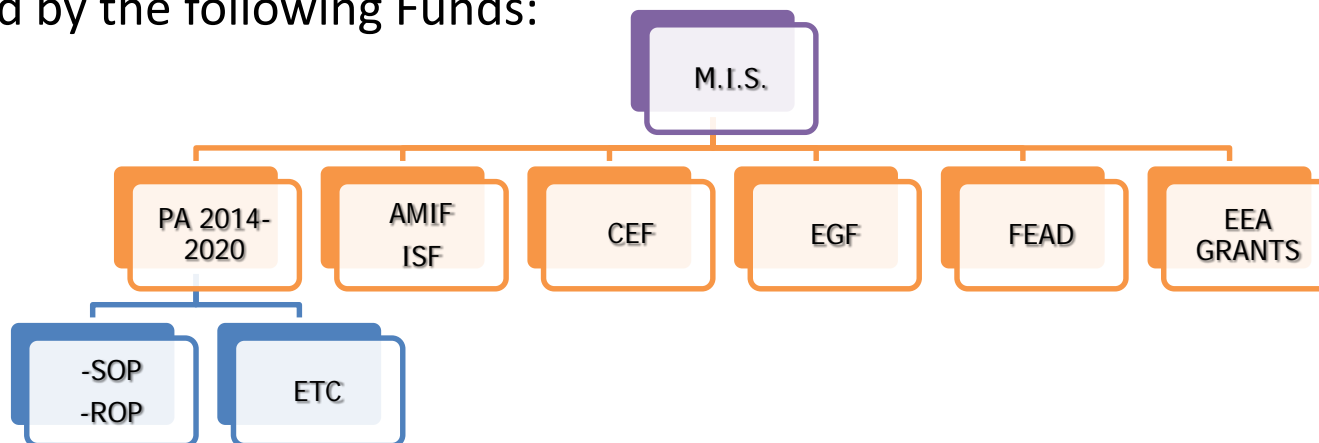 d by the following Funds:
M.I.S.
PA 2014-
2020
AMIF
ISF
CEF
EGF
FEAD
EEA
GRANTS
-SOP
-ROP
ETC